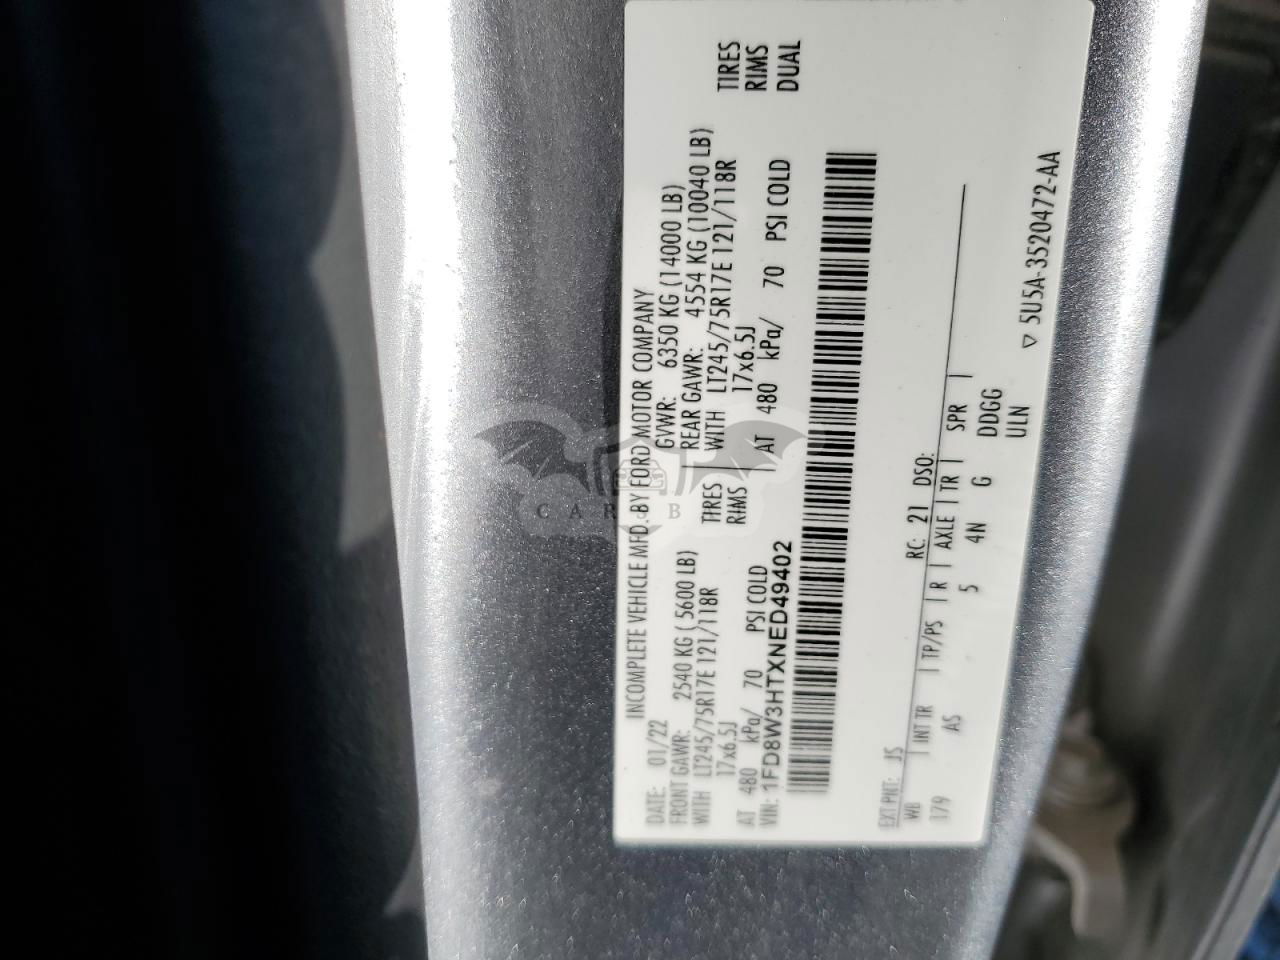 INCOMPLETE VEHICLE MFD. BY FORD MOTOR COMPANY
DATE: 01/22 GVWR: 6350 KG (14000 LB)
FRONT GAWR: 2540 KG (5600 LB) REAR GAWR: 4554 KG (10040 LB)
WITH LT245/75R17E 121/118R TIRES WITH LT245/75R17E 121/118R TIRES
17x6.5J RIMS 17x6.5J RIMS
AT 480 kPa/ 70 PSI COLD AT 480 kPa/ 70 PSI COLD DUAL
VIN: 1FD8W3HTXNED49402
EXT PNT: JS RC: 21 DSO:
WB INT TR TP/PS R AXLE TR SPR
179 AS 5 4N G DDGG
ULN
▽ 5U5A-3520472-AA